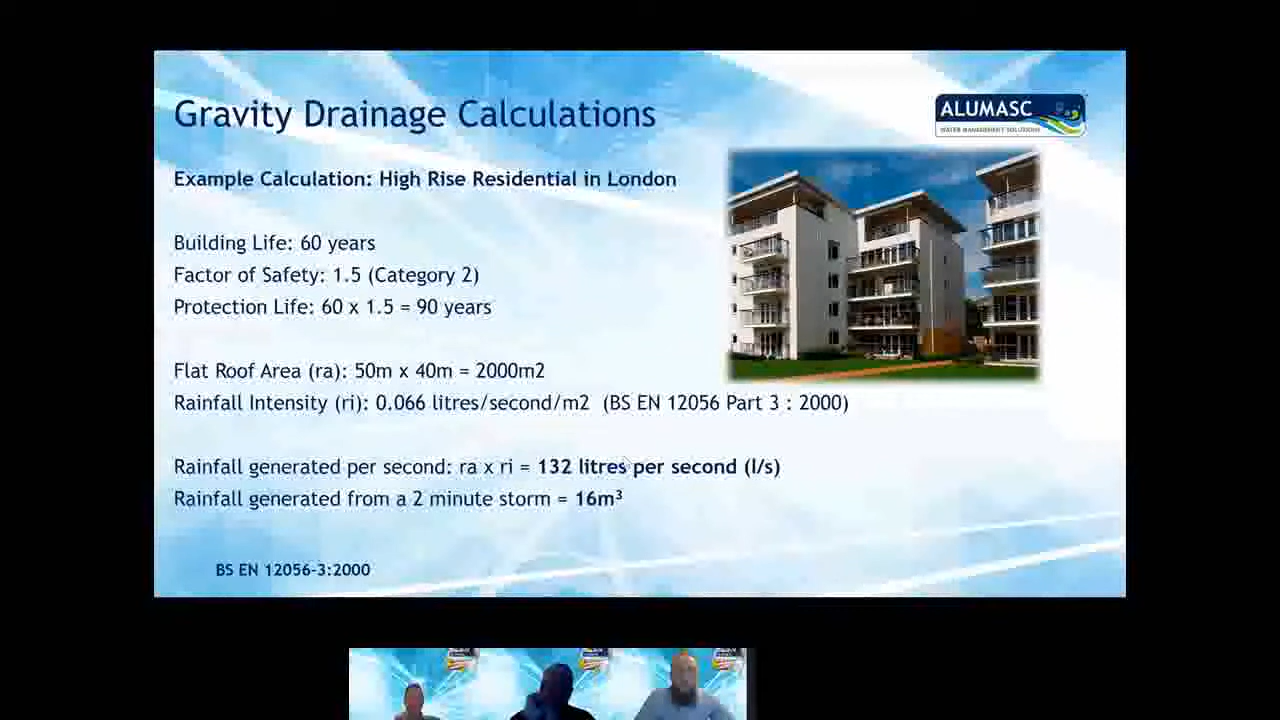 Gravity Drainage Calculations
ALUMASC
WATER MANAGEMENT SOLUTIONS
Example Calculation: High Rise Residential in London
Building Life: 60 years
Factor of Safety: 1.5 (Category 2)
Protection Life: 60 x 1.5 = 90 years
Flat Roof Area (ra): 50m x 40m = 2000m2
Rainfall Intensity (ri): 0.066 litres/second/m2 (BS EN 12056 Part 3 : 2000)
Rainfall generated per second: ra x ri = 132 litres per second (l/s)
Rainfall generated from a 2 minute storm = 16m³
BS EN 12056-3:2000